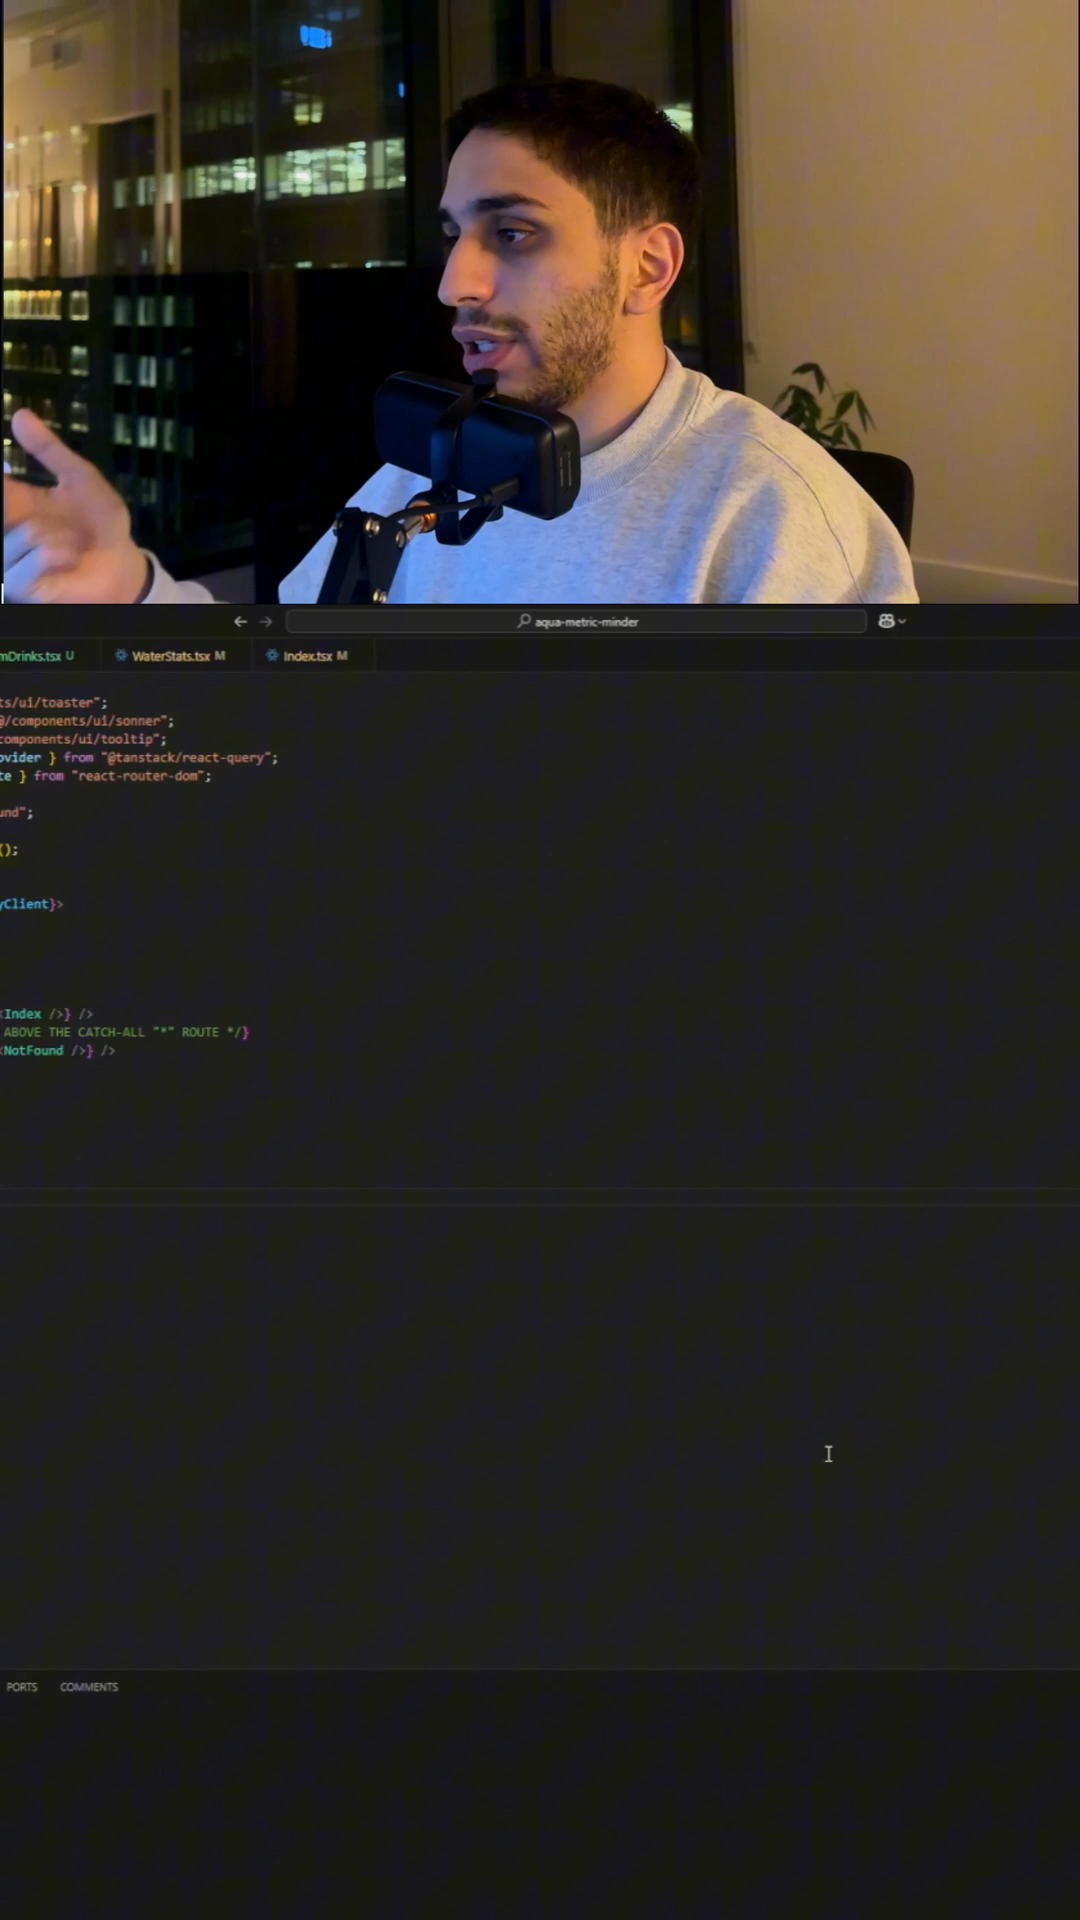 aqua-metric-minder
mDrinks.tsx U
WaterStats.tsx M
Index.tsx M
ts/ui/toaster";
@/components/ui/sonner";
components/ui/tooltip";
ovider } from "@tanstack/react-query";
te } from "react-router-dom";
und";
();
yClient}>
<Index />} />
ABOVE THE CATCH-ALL "*" ROUTE */}
<NotFound />} />
PORTS COMMENTS